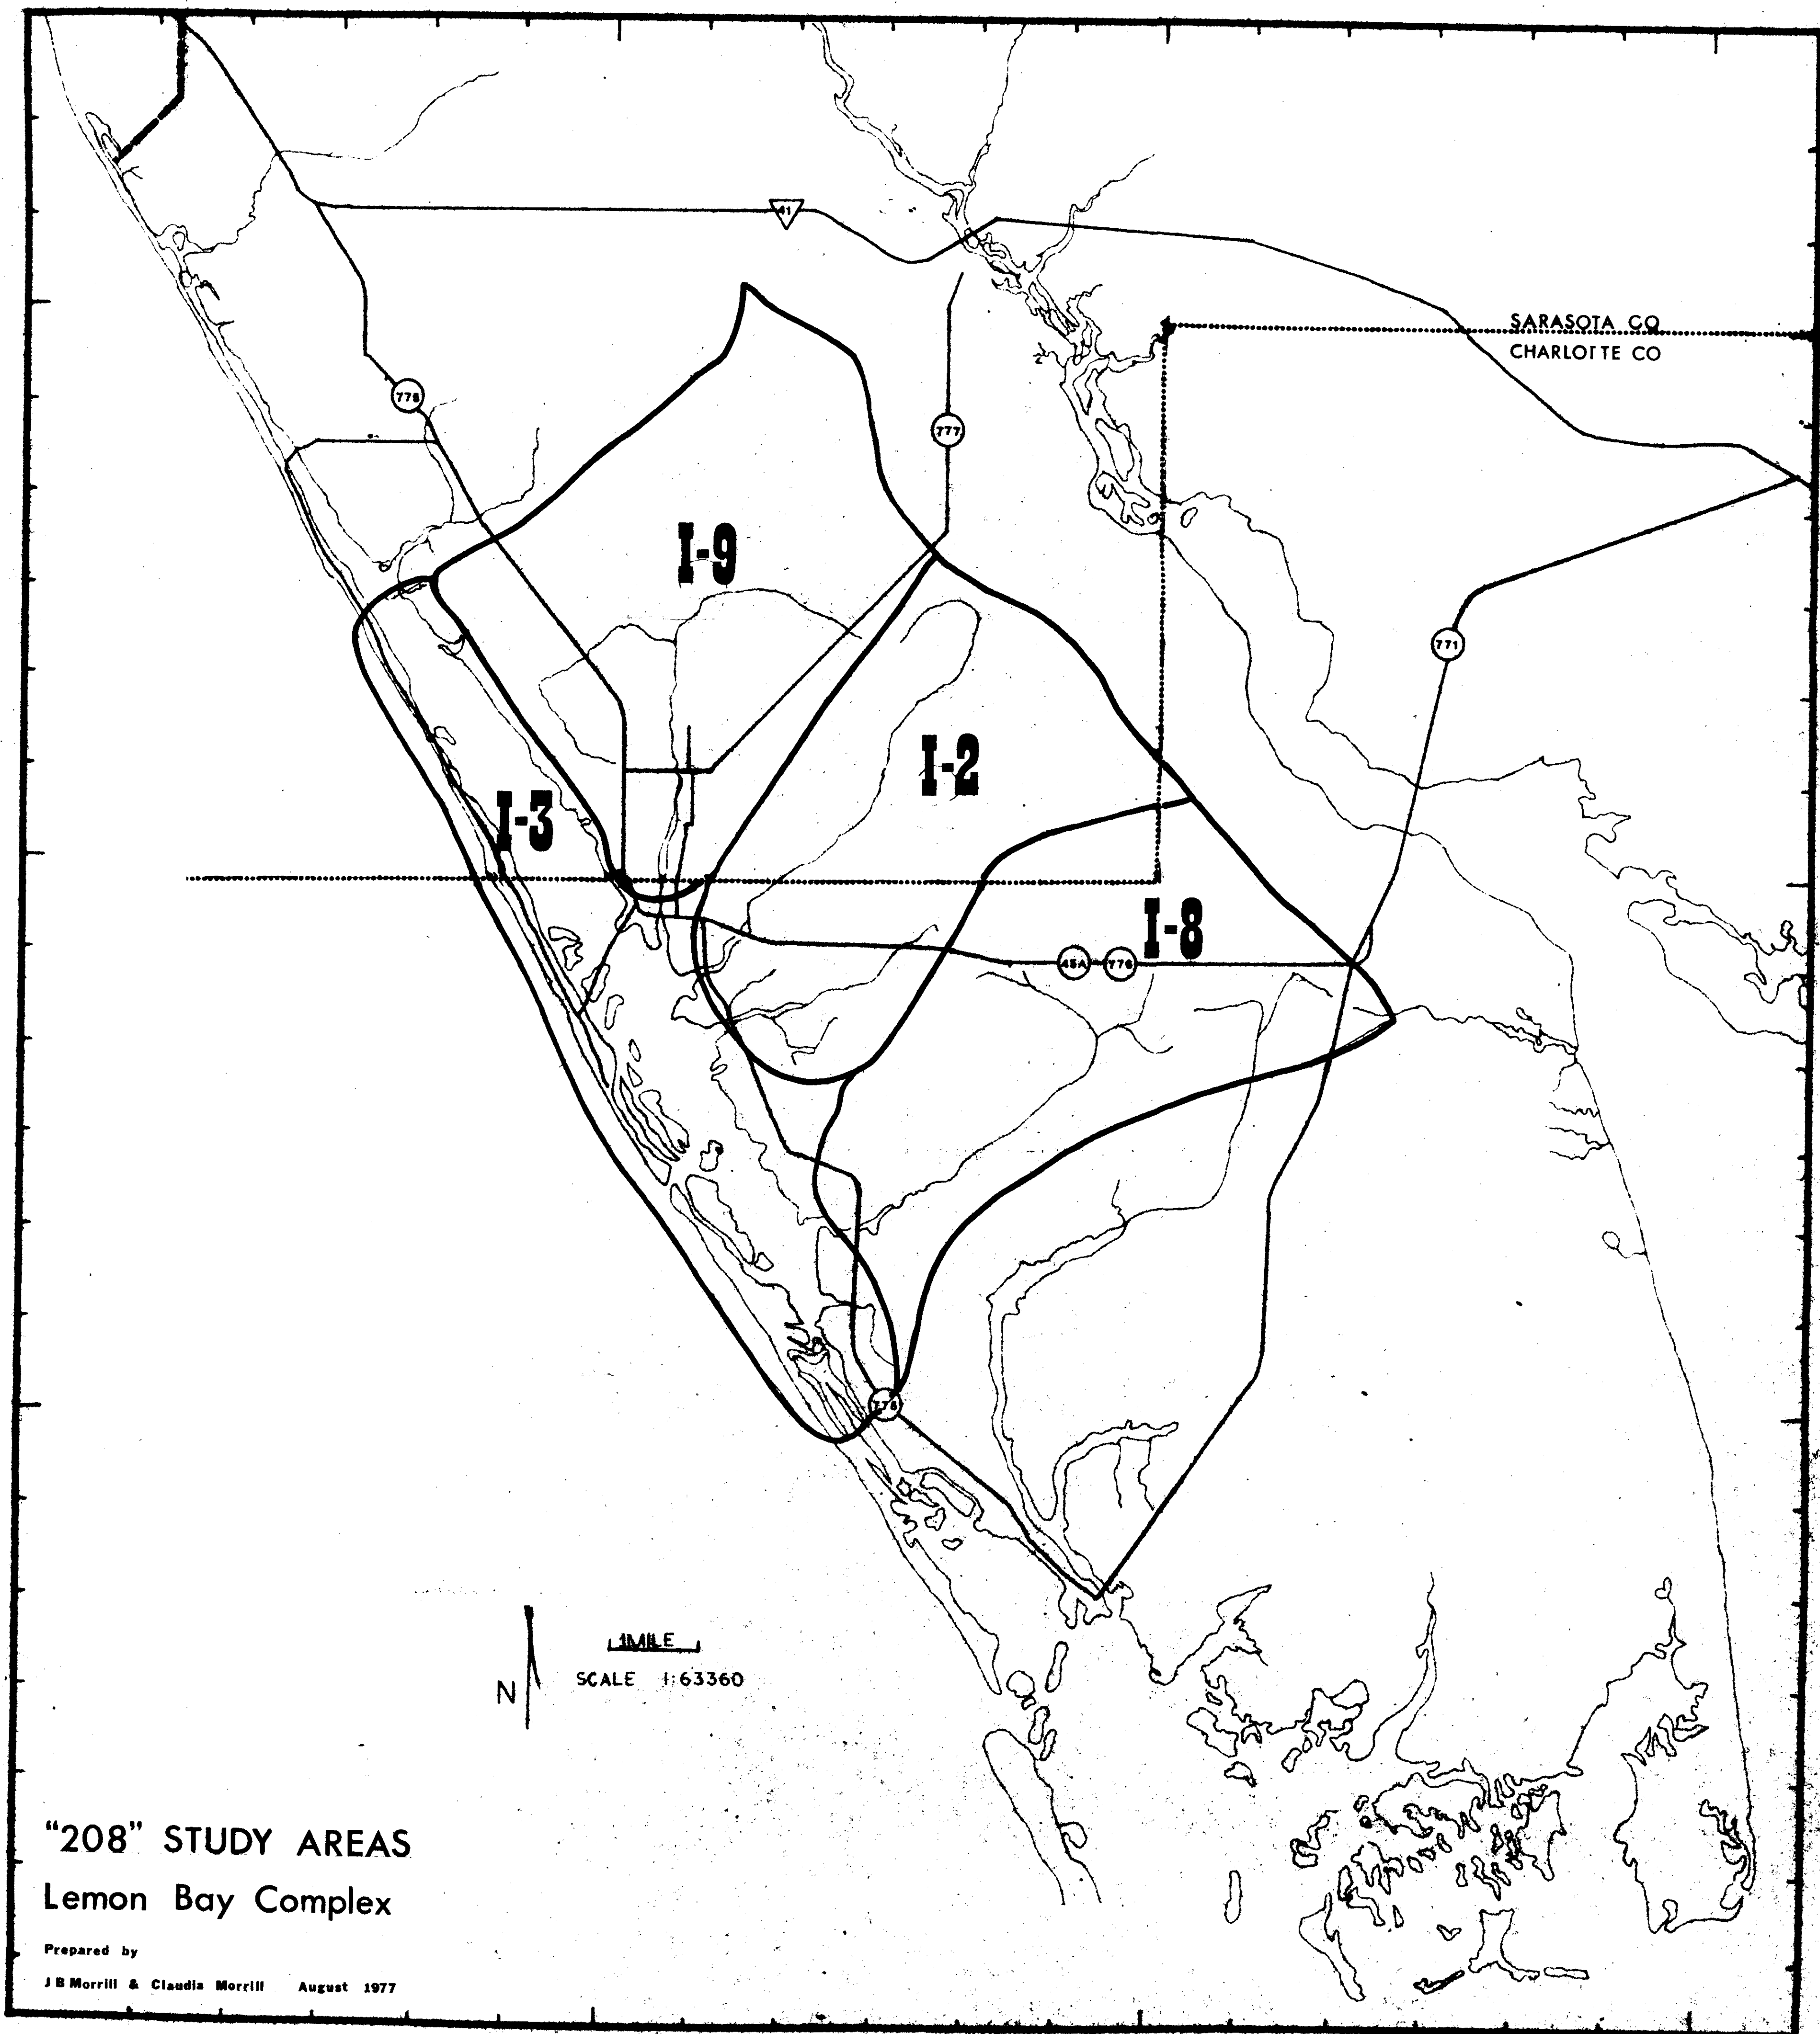 41
SARASOTA CO
CHARLOTTE CO
775
777
I-9
771
I-2
I-3
I-8
45A
776
775
1MILE
SCALE 1:63360
N
"208" STUDY AREAS
Lemon Bay Complex
Prepared by
J B Morrill & Claudia Morrill August 1977